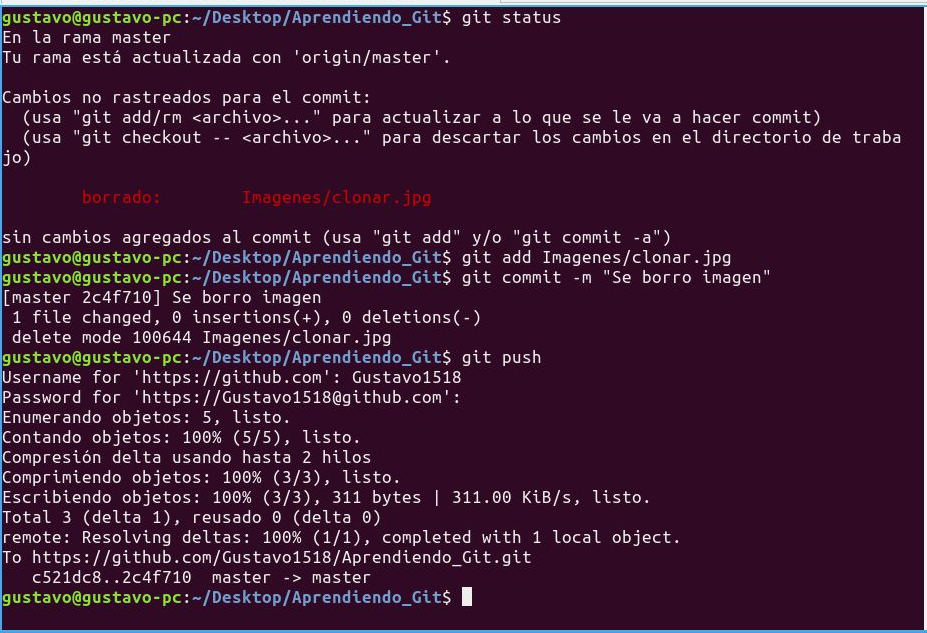 gustavo@gustavo-pc:~/Desktop/Aprendiendo_Git$ git status
En la rama master
Tu rama está actualizada con 'origin/master'.
Cambios no rastreados para el commit:
  (usa "git add/rm <archivo>..." para actualizar a lo que se le va a hacer commit)
  (usa "git checkout -- <archivo>..." para descartar los cambios en el directorio de traba
jo)
        borrado:        Imagenes/clonar.jpg
sin cambios agregados al commit (usa "git add" y/o "git commit -a")
gustavo@gustavo-pc:~/Desktop/Aprendiendo_Git$ git add Imagenes/clonar.jpg
gustavo@gustavo-pc:~/Desktop/Aprendiendo_Git$ git commit -m "Se borro imagen"
[master 2c4f710] Se borro imagen
 1 file changed, 0 insertions(+), 0 deletions(-)
 delete mode 100644 Imagenes/clonar.jpg
gustavo@gustavo-pc:~/Desktop/Aprendiendo_Git$ git push
Username for 'https://github.com': Gustavo1518
Password for 'https://Gustavo1518@github.com':
Enumerando objetos: 5, listo.
Contando objetos: 100% (5/5), listo.
Compresión delta usando hasta 2 hilos
Comprimiendo objetos: 100% (3/3), listo.
Escribiendo objetos: 100% (3/3), 311 bytes | 311.00 KiB/s, listo.
Total 3 (delta 1), reusado 0 (delta 0)
remote: Resolving deltas: 100% (1/1), completed with 1 local object.
To https://github.com/Gustavo1518/Aprendiendo_Git.git
   c521dc8..2c4f710  master -> master
gustavo@gustavo-pc:~/Desktop/Aprendiendo_Git$